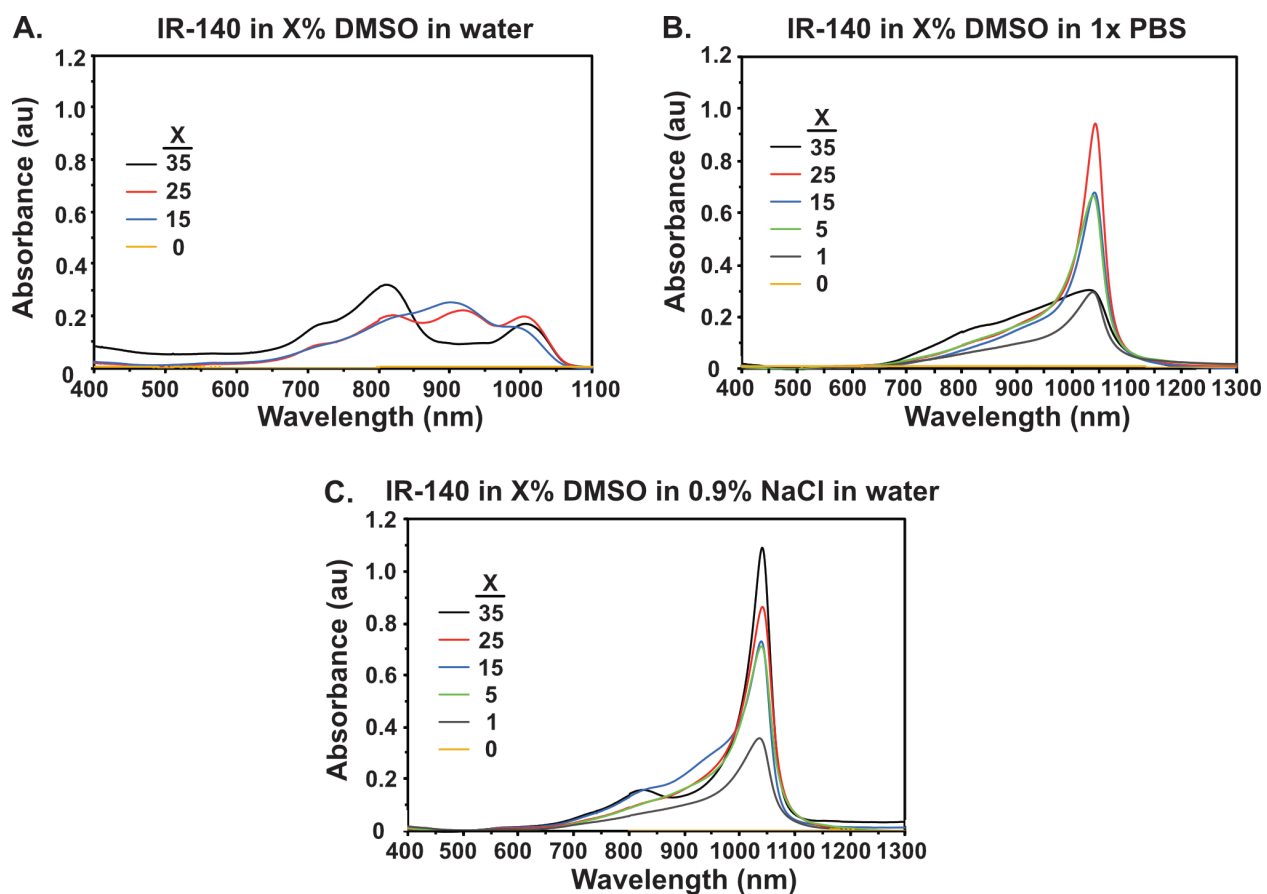 A. IR-140 in X% DMSO in water
Absorbance (au)
1.2
1.0
0.8
0.6
0.4
0.2
0
X
35
25
15
0
400 500 600 700 800 900 1000 1100
Wavelength (nm)
B. IR-140 in X% DMSO in 1x PBS
Absorbance (au)
1.2
1.0
0.8
0.6
0.4
0.2
0
X
35
25
15
5
1
0
400 500 600 700 800 900 1000 1100 1200 1300
Wavelength (nm)
C. IR-140 in X% DMSO in 0.9% NaCl in water
Absorbance (au)
1.2
1.0
0.8
0.6
0.4
0.2
0
X
35
25
15
5
1
0
400 500 600 700 800 900 1000 1100 1200 1300
Wavelength (nm)